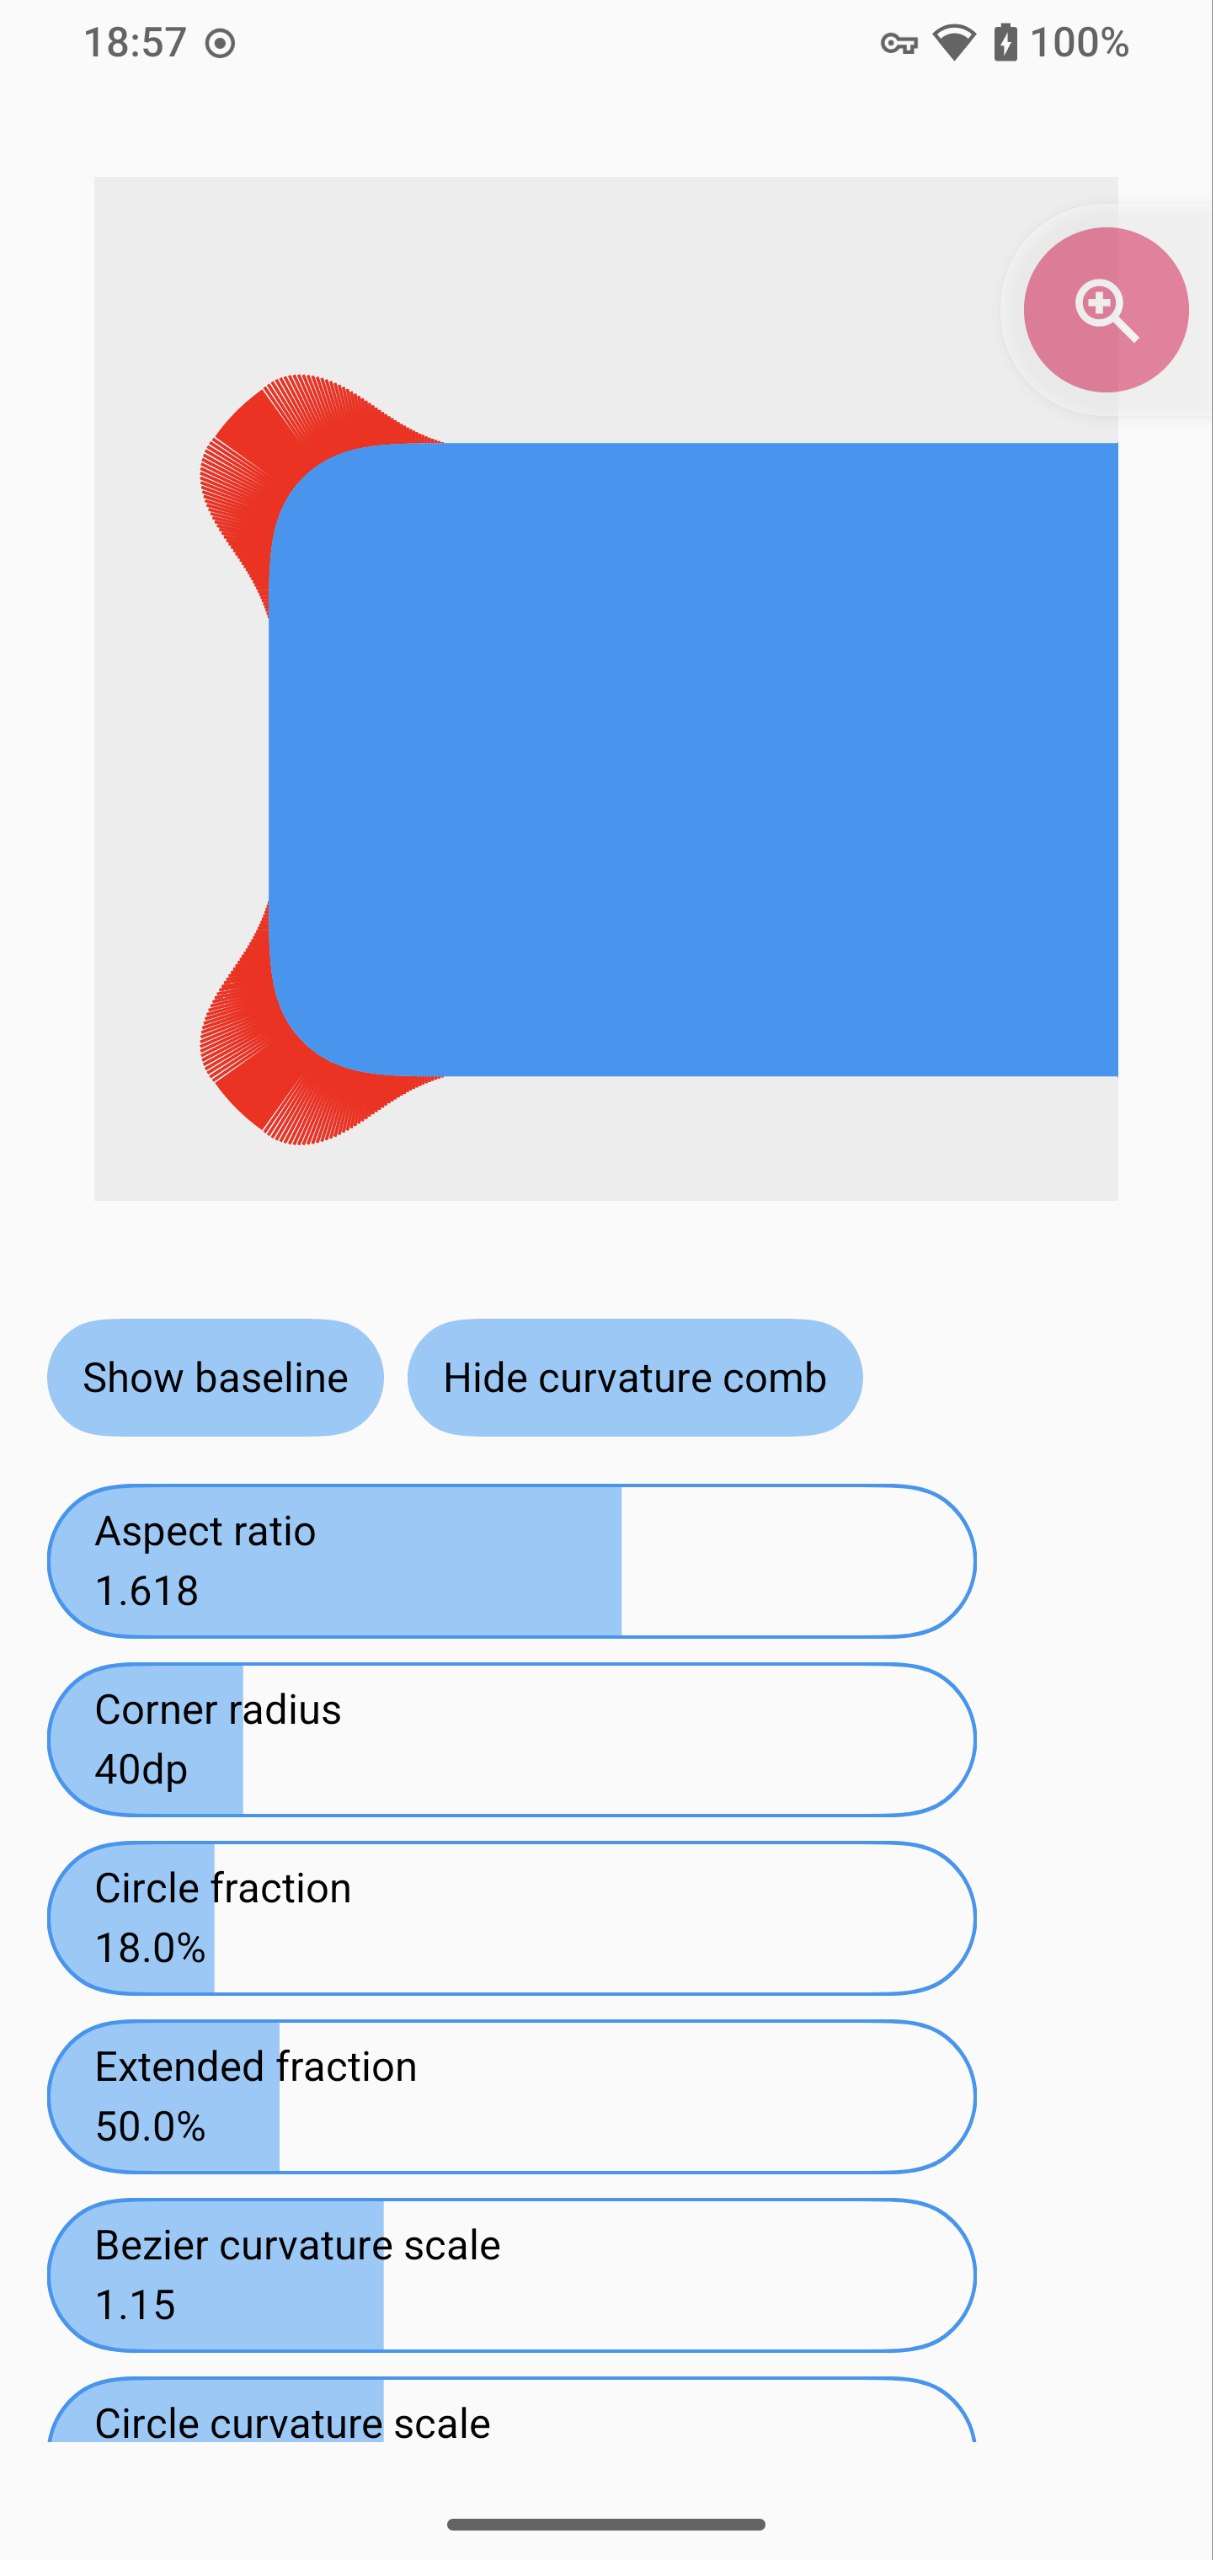 18:57 100%
Show baseline Hide curvature comb
Aspect ratio
1.618
Corner radius
40dp
Circle fraction
18.0%
Extended fraction
50.0%
Bezier curvature scale
1.15
Circle curvature scale